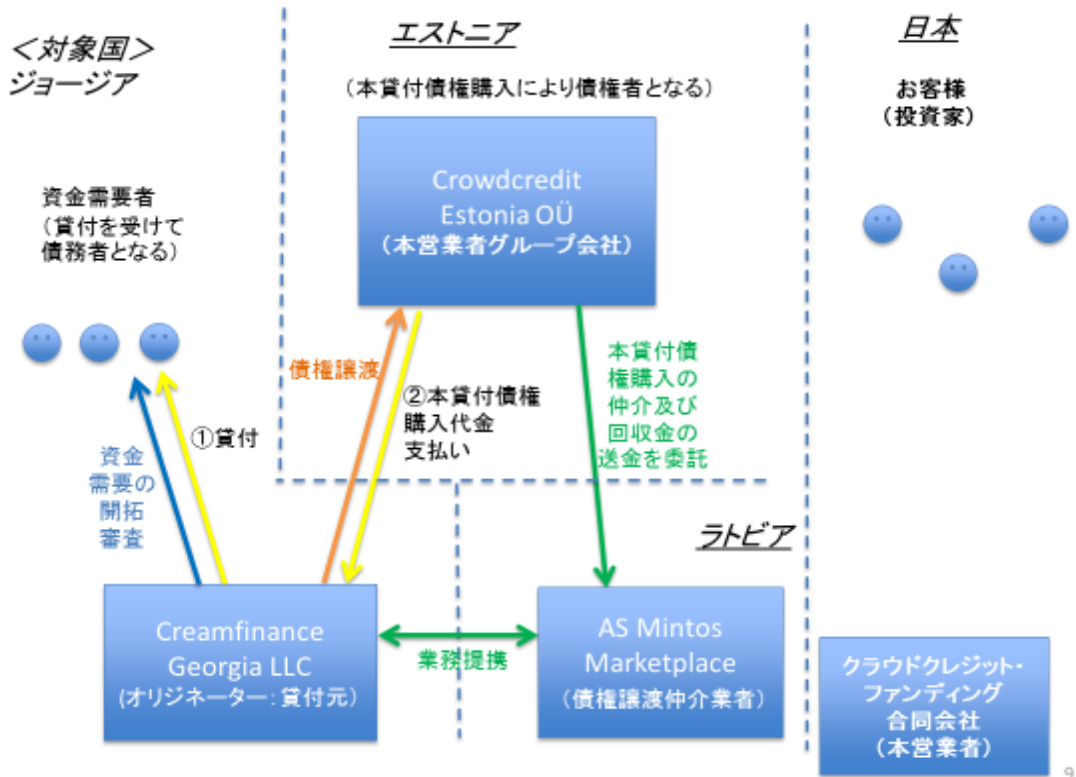 ＜対象国＞
ジョージア
エストニア
日本
（本貸付債権購入により債権者となる）
お客様
（投資家）
資金需要者
（貸付を受けて
債務者となる）
Crowdcredit
Estonia OÜ
（本営業者グループ会社）
債権譲渡
②本貸付債権
購入代金
支払い
本貸付債
権購入の
仲介及び
回収金の
送金を委託
①貸付
資金
需要の
開拓
審査
ラトビア
Creamfinance
Georgia LLC
(オリジネーター：貸付元）
業務提携
AS Mintos
Marketplace
（債権譲渡仲介業者）
クラウドクレジット・
ファンディング
合同会社
（本営業者）
9